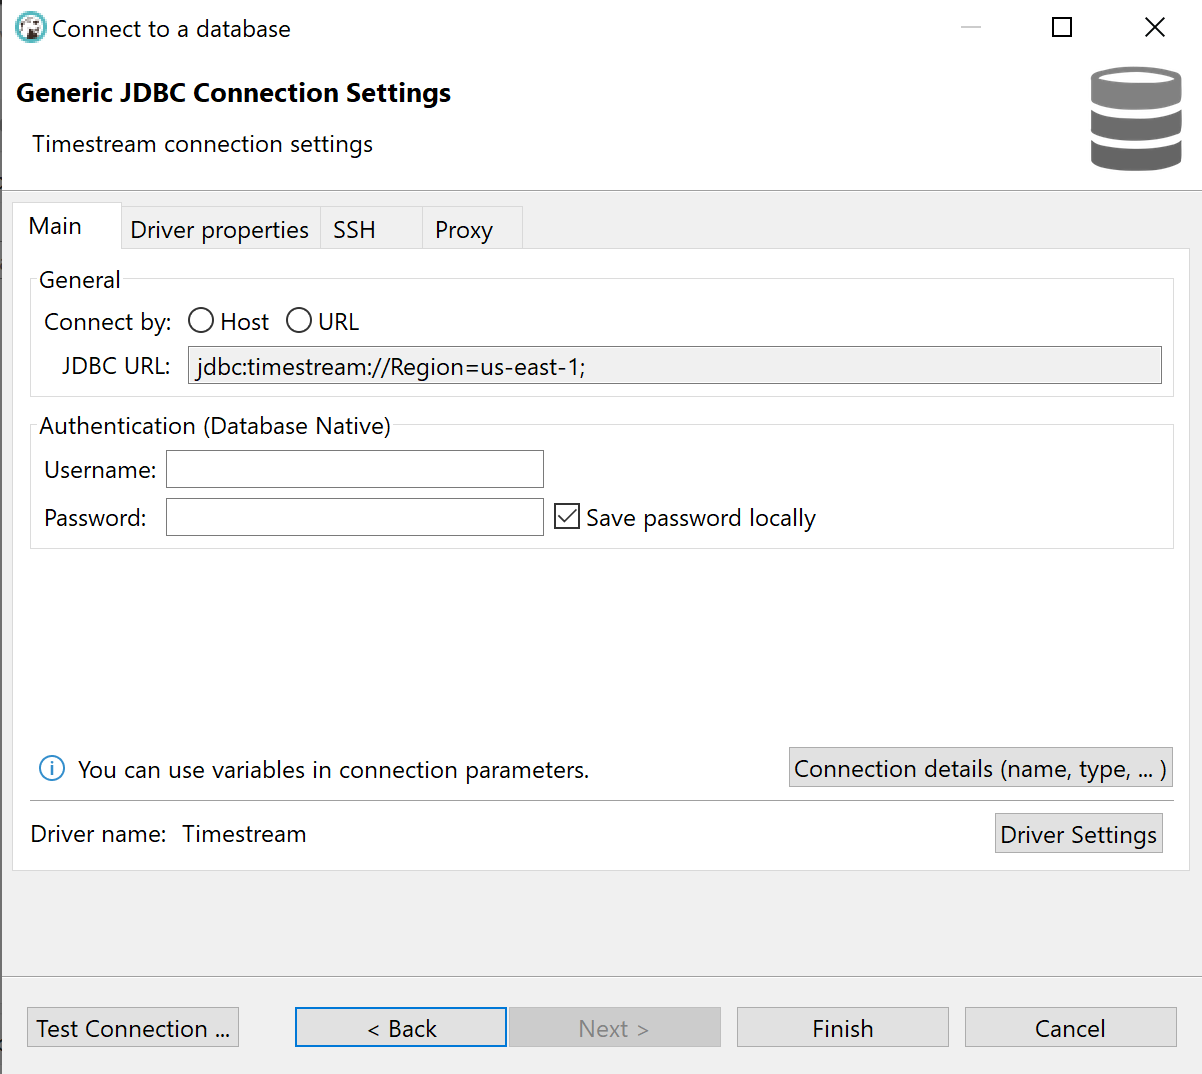 Connect to a database
Generic JDBC Connection Settings
Timestream connection settings
Main Driver properties SSH Proxy
General
Connect by: Host URL
JDBC URL: jdbc:timestream://Region=us-east-1;
Authentication (Database Native)
Username:
Password: Save password locally
You can use variables in connection parameters. Connection details (name, type, ... )
Driver name: Timestream Driver Settings
Test Connection ... < Back Next > Finish Cancel